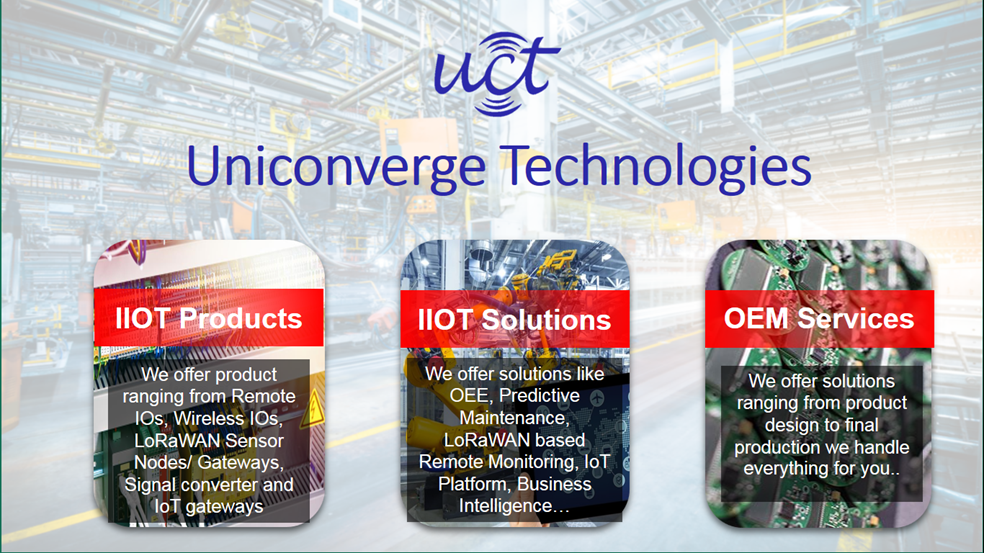 uct
Uniconverge Technologies
IIOT Products
We offer product
ranging from Remote
IOs, Wireless IOs,
LoRaWAN Sensor
Nodes/ Gateways,
Signal converter and
IoT gateways
IIOT Solutions
We offer solutions like
OEE, Predictive
Maintenance,
LoRaWAN based
Remote Monitoring, IoT
Platform, Business
Intelligence…
OEM Services
We offer solutions
ranging from product
design to final
production we handle
everything for you..